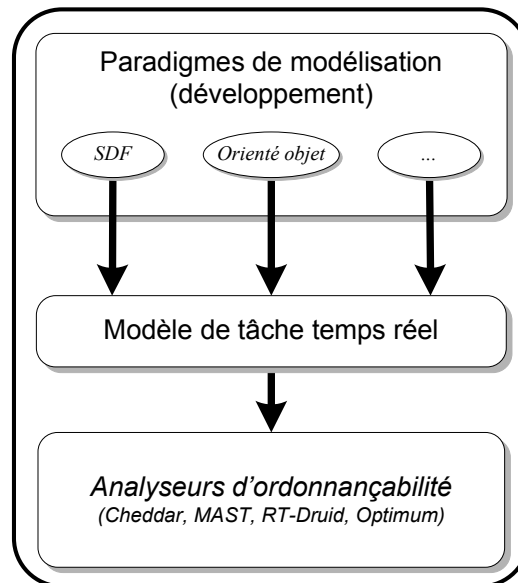 Paradigmes de modélisation
(développement)
SDF
Orienté objet
...
Modèle de tâche temps réel
Analyseurs d'ordonnançabilité
(Cheddar, MAST, RT-Druid, Optimum)